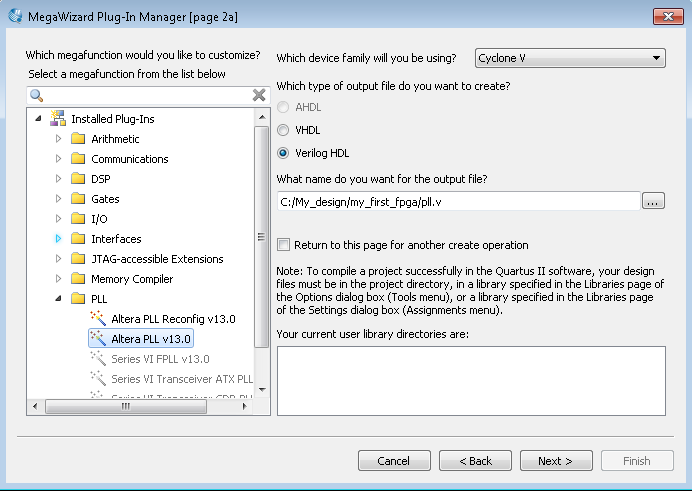 MegaWizard Plug-In Manager [page 2a]
Which megafunction would you like to customize?
Select a megafunction from the list below
Installed Plug-Ins
Arithmetic
Communications
DSP
Gates
I/O
Interfaces
JTAG-accessible Extensions
Memory Compiler
PLL
Altera PLL Reconfig v13.0
Altera PLL v13.0
Series VI FPLL v13.0
Series VI Transceiver ATX PLL
Series VI Transceiver CDR PLL
Which device family will you be using?
Cyclone V
Which type of output file do you want to create?
AHDL
VHDL
Verilog HDL
What name do you want for the output file?
C:/My_design/my_first_fpga/pll.v
...
Return to this page for another create operation
Note: To compile a project successfully in the Quartus II software, your design
files must be in the project directory, in a library specified in the Libraries page of
the Options dialog box (Tools menu), or a library specified in the Libraries page
of the Settings dialog box (Assignments menu).
Your current user library directories are:
Cancel
< Back
Next >
Finish